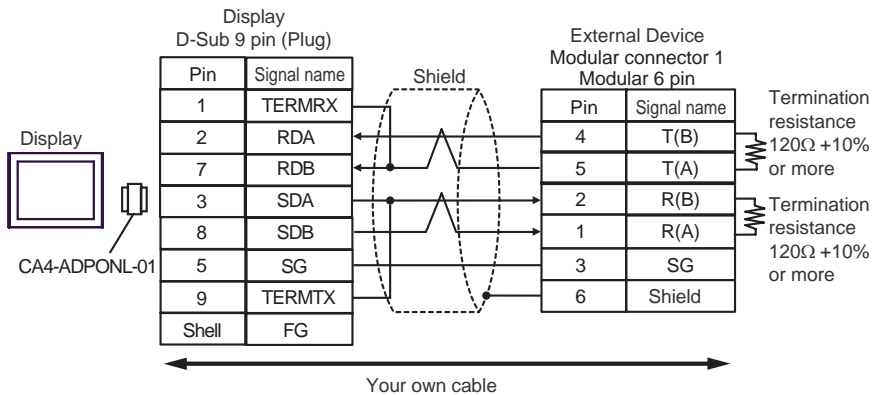 Display
D-Sub 9 pin (Plug)
External Device
Modular connector 1
Modular 6 pin
Shield
Pin Signal name
1 TERMRX
2 RDA
7 RDB
3 SDA
8 SDB
5 SG
9 TERMTX
Shell FG
Pin Signal name
4 T(B)
5 T(A)
2 R(B)
1 R(A)
3 SG
6 Shield
Termination
resistance
120Ω +10%
or more
Termination
resistance
120Ω +10%
or more
Display
CA4-ADPONL-01
Your own cable